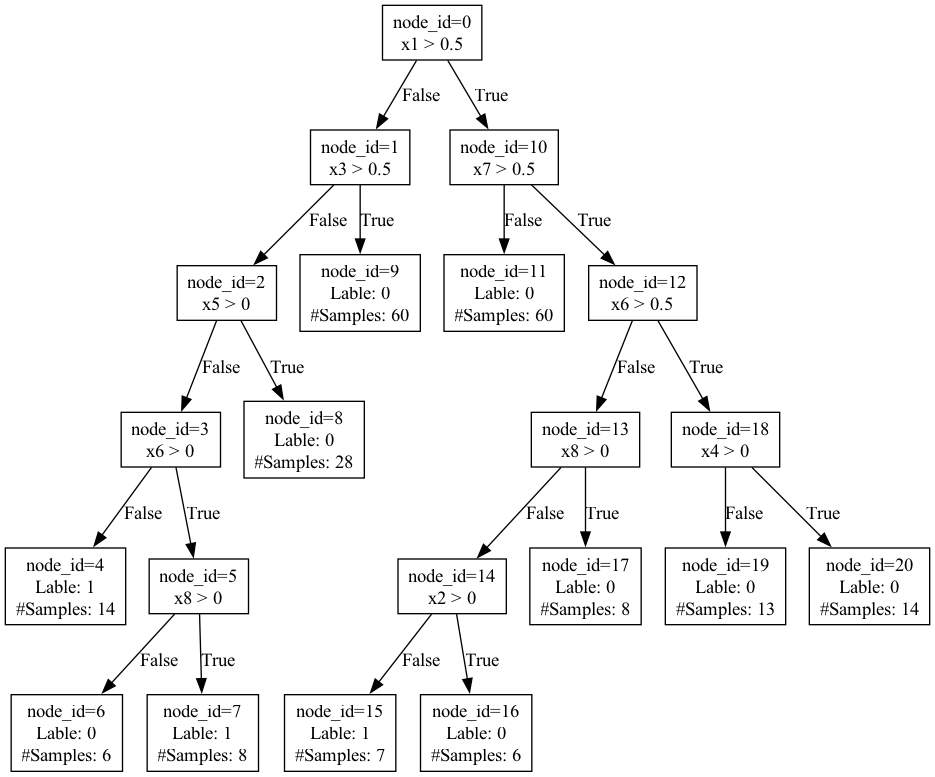 node_id=0
x1 > 0.5
False
True
node_id=1
x3 > 0.5
node_id=10
x7 > 0.5
False
True
False
True
node_id=2
x5 > 0
node_id=9
Lable: 0
#Samples: 60
node_id=11
Lable: 0
#Samples: 60
node_id=12
x6 > 0.5
False
True
False
True
node_id=3
x6 > 0
node_id=8
Lable: 0
#Samples: 28
node_id=13
x8 > 0
node_id=18
x4 > 0
False
True
False
True
False
True
node_id=4
Lable: 1
#Samples: 14
node_id=5
x8 > 0
node_id=14
x2 > 0
node_id=17
Lable: 0
#Samples: 8
node_id=19
Lable: 0
#Samples: 13
node_id=20
Lable: 0
#Samples: 14
False
True
False
True
node_id=6
Lable: 0
#Samples: 6
node_id=7
Lable: 1
#Samples: 8
node_id=15
Lable: 1
#Samples: 7
node_id=16
Lable: 0
#Samples: 6